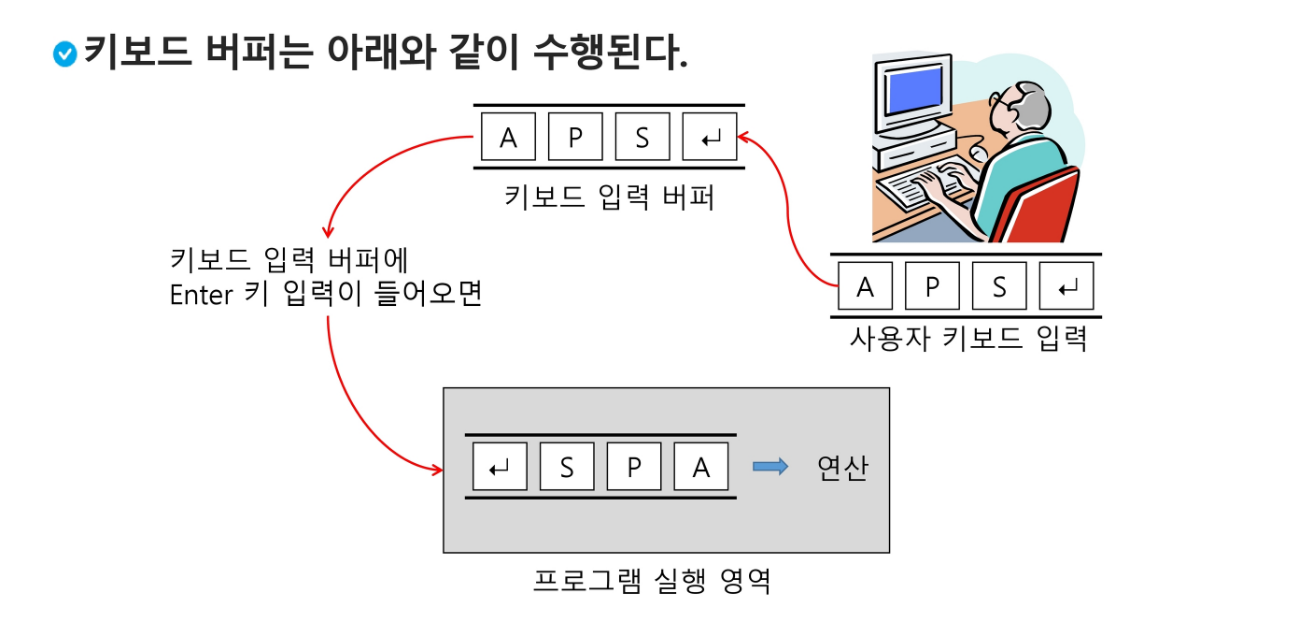 키보드 버퍼는 아래와 같이 수행된다.
A P S ↵
키보드 입력 버퍼
키보드 입력 버퍼에
Enter 키 입력이 들어오면
A P S ↵
사용자 키보드 입력
↵ S P A 연산
프로그램 실행 영역